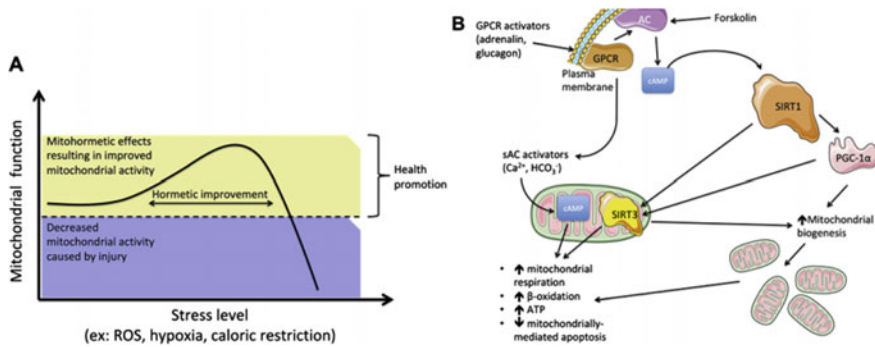 A
Mitochondrial function
Mitohormetic effects
resulting in improved
mitochondrial activity
Hormetic improvement
Decreased
mitochondrial activity
caused by injury
Health
promotion
Stress level
(ex: ROS, hypoxia, caloric restriction)
B
GPCR activators
(adrenalin,
glucagon)
AC
Forskolin
GPCR
Plasma
membrane
cAMP
SIRT1
PGC-1α
sAC activators
(Ca²⁺, HCO₃⁻)
cAMP
SIRT3
↑Mitochondrial
biogenesis
• ↑ mitochondrial
respiration
• ↑ β-oxidation
• ↑ ATP
• ↓ mitochondrially-
mediated apoptosis